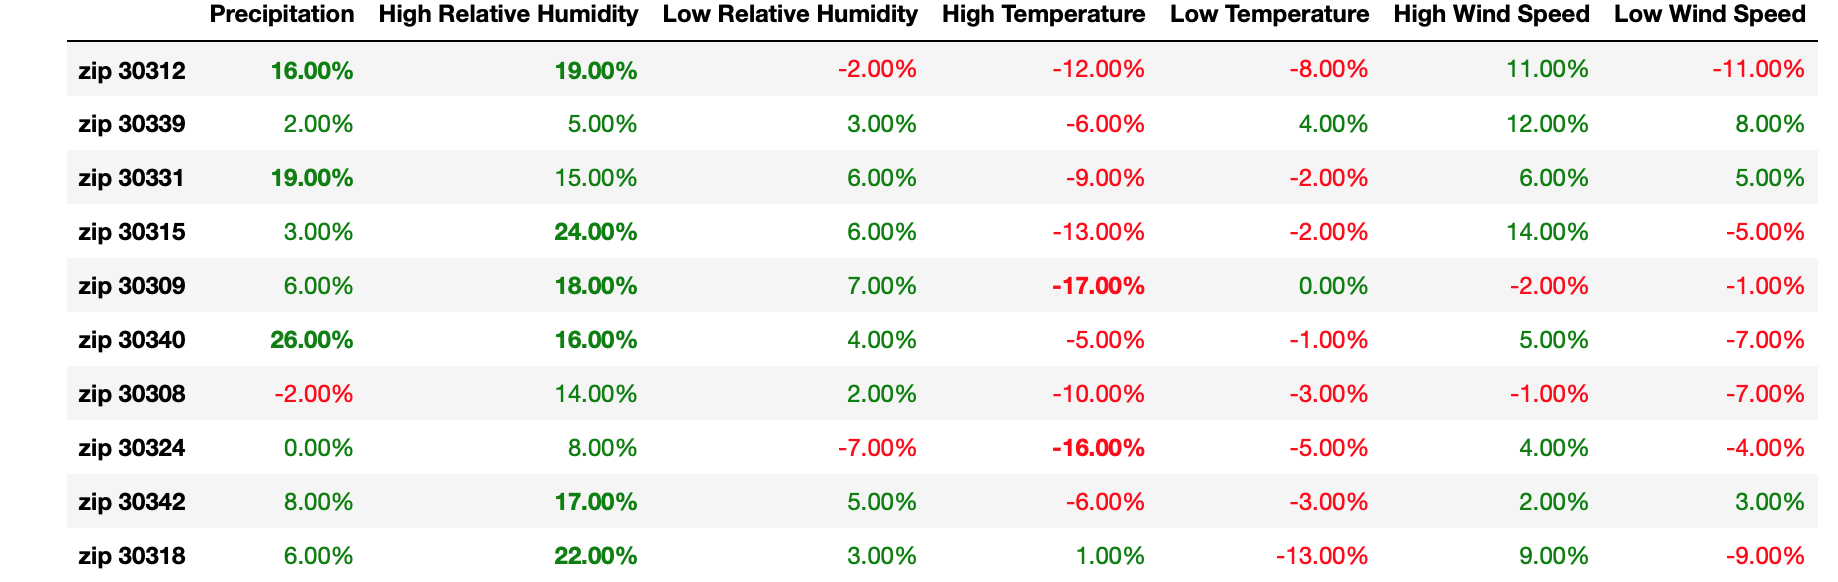 Precipitation High Relative Humidity Low Relative Humidity High Temperature Low Temperature High Wind Speed Low Wind Speed
zip 30312 16.00% 19.00% -2.00% -12.00% -8.00% 11.00% -11.00%
zip 30339 2.00% 5.00% 3.00% -6.00% 4.00% 12.00% 8.00%
zip 30331 19.00% 15.00% 6.00% -9.00% -2.00% 6.00% 5.00%
zip 30315 3.00% 24.00% 6.00% -13.00% -2.00% 14.00% -5.00%
zip 30309 6.00% 18.00% 7.00% -17.00% 0.00% -2.00% -1.00%
zip 30340 26.00% 16.00% 4.00% -5.00% -1.00% 5.00% -7.00%
zip 30308 -2.00% 14.00% 2.00% -10.00% -3.00% -1.00% -7.00%
zip 30324 0.00% 8.00% -7.00% -16.00% -5.00% 4.00% -4.00%
zip 30342 8.00% 17.00% 5.00% -6.00% -3.00% 2.00% 3.00%
zip 30318 6.00% 22.00% 3.00% 1.00% -13.00% 9.00% -9.00%